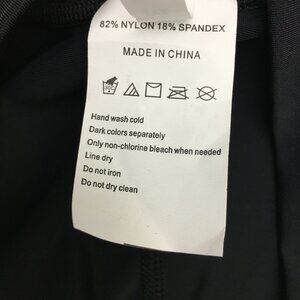 82% NYLON 18% SPANDEX
MADE IN CHINA
Hand wash cold
Dark colors separately
Only non-chlorine bleach when needed
Line dry
Do not iron
Do not dry clean